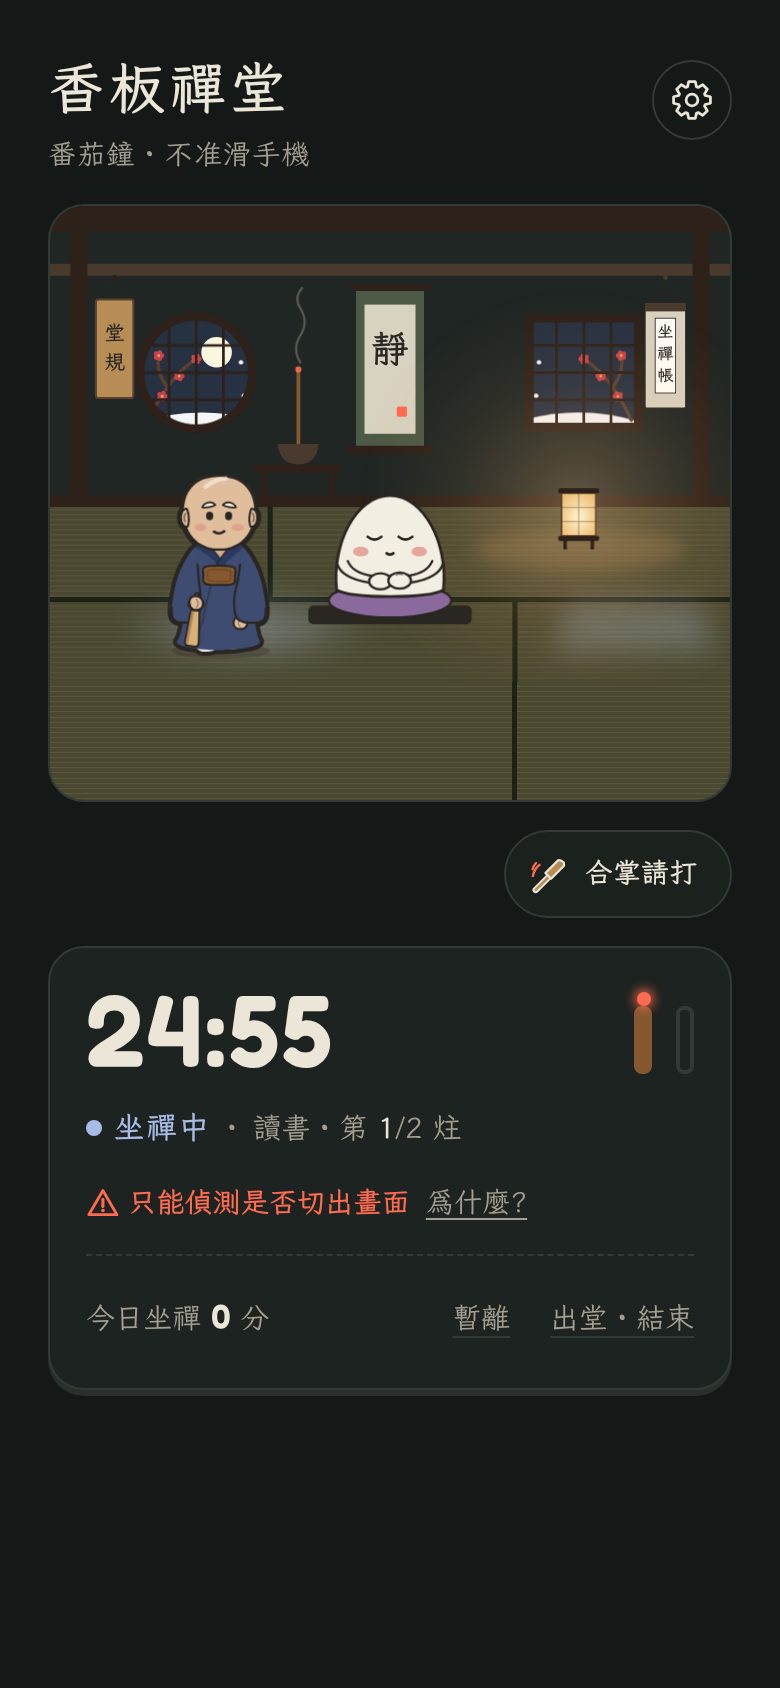 香板禪堂
番茄鐘・不准滑手機
堂規
靜
坐禪帳
合掌請打
24:55
坐禪中・讀書・第 1/2 炷
只能偵測是否切出畫面 爲什麼?
今日坐禪 0 分 暫離 出堂・結束